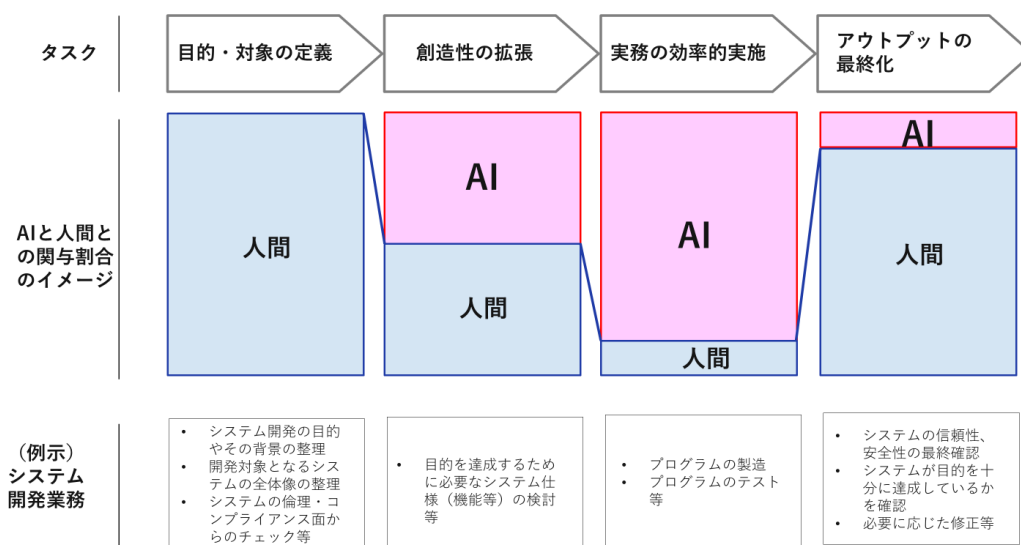 タスク
目的・対象の定義
創造性の拡張
実務の効率的実施
アウトプットの
最終化
AIと人間と
の関与割合
のイメージ
人間
AI
人間
AI
人間
AI
人間
（例示）
システム
開発業務
• システム開発の目的
やその背景の整理
• 開発対象となるシス
テムの全体像の整理
• システムの倫理・コ
ンプライアンス面か
らのチェック等
• 目的を達成するため
に必要なシステム仕
様（機能等）の検討
等
• プログラムの製造
• プログラムのテスト
等
• システムの信頼性、
安全性の最終確認
• システムが目的を十
分に達成しているか
を確認
• 必要に応じた修正等